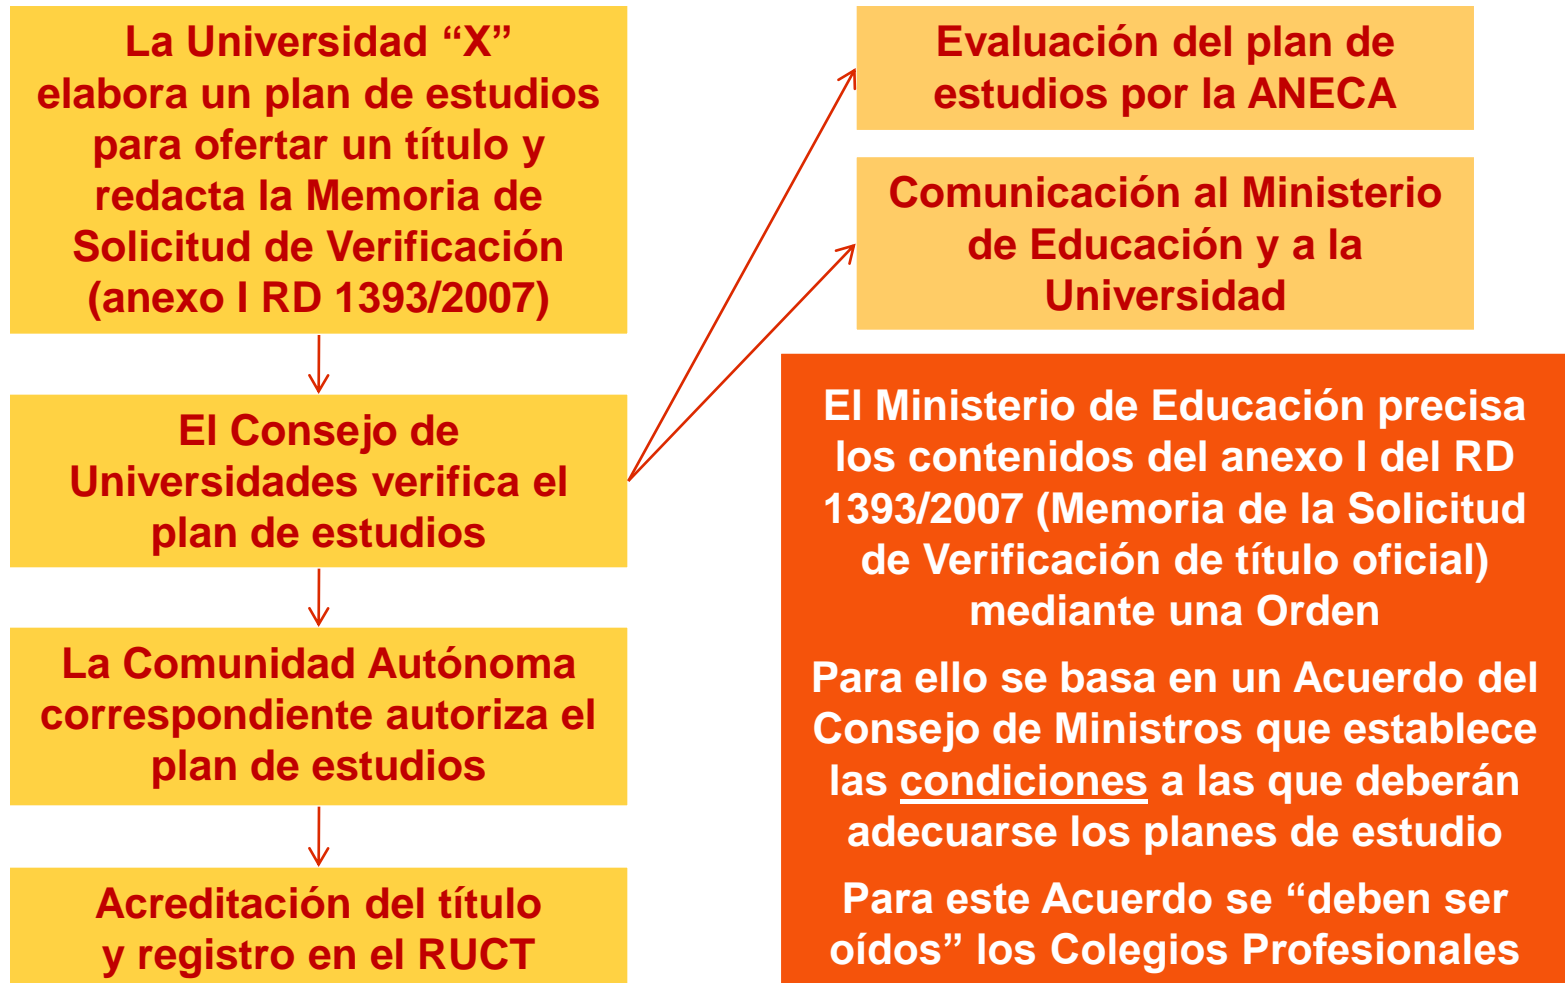 La Universidad “X”
elabora un plan de estudios
para ofertar un título y
redacta la Memoria de
Solicitud de Verificación
(anexo I RD 1393/2007)
El Consejo de
Universidades verifica el
plan de estudios
La Comunidad Autónoma
correspondiente autoriza el
plan de estudios
Acreditación del título
y registro en el RUCT
Evaluación del plan de
estudios por la ANECA
Comunicación al Ministerio
de Educación y a la
Universidad
El Ministerio de Educación precisa
los contenidos del anexo I del RD
1393/2007 (Memoria de la Solicitud
de Verificación de título oficial)
mediante una Orden
Para ello se basa en un Acuerdo del
Consejo de Ministros que establece
las condiciones a las que deberán
adecuarse los planes de estudio
Para este Acuerdo se “deben ser
oídos” los Colegios Profesionales